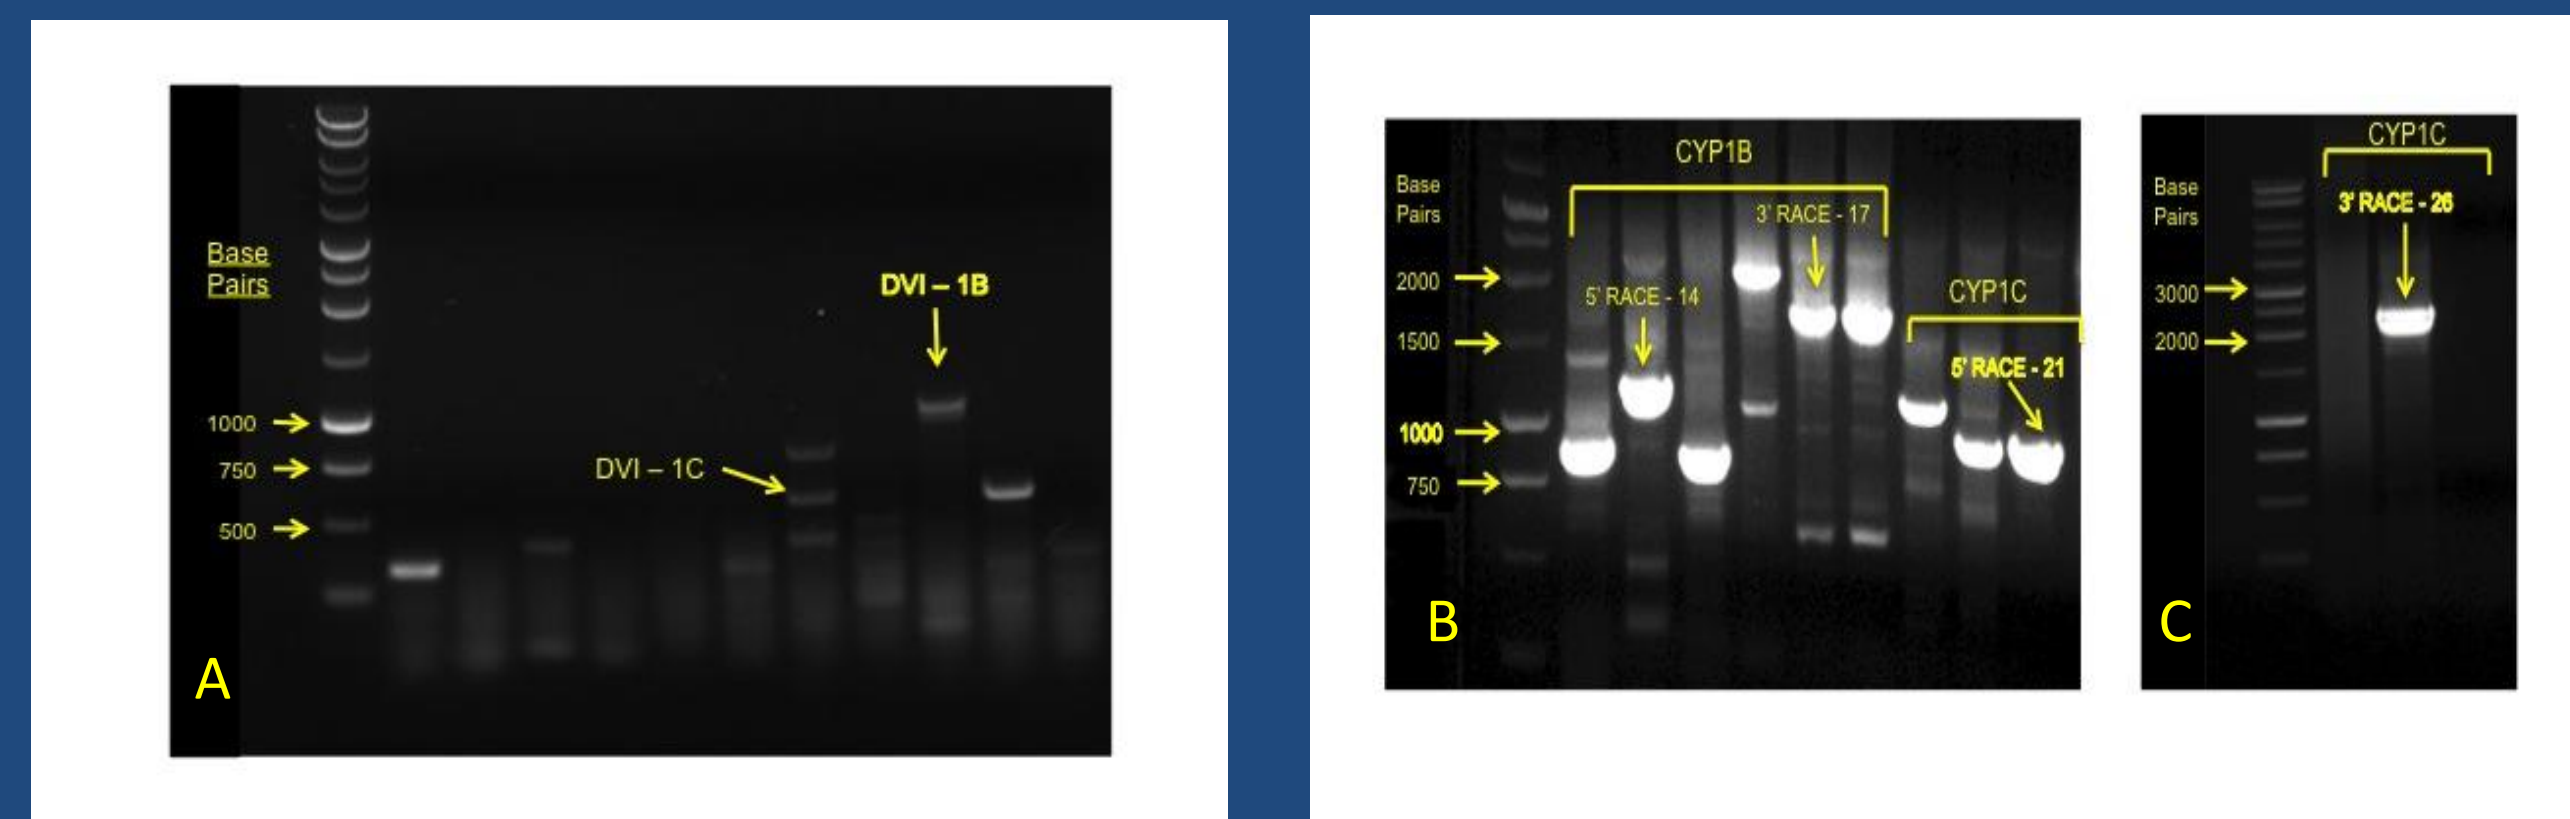 Base
Pairs
1000
750
500
DVI – 1C
DVI – 1B
A
CYP1B
Base
Pairs
3' RACE - 17
2000
5' RACE - 14
CYP1C
1500
5' RACE - 21
1000
750
B
CYP1C
Base
Pairs
3' RACE - 26
3000
2000
C